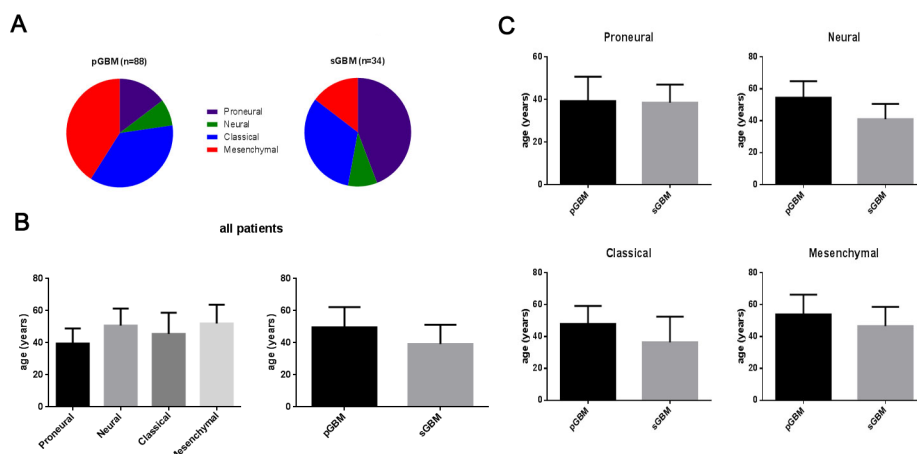 A
pGBM (n=88)
sGBM (n=34)
Proneural
Neural
Classical
Mesenchymal
B
all patients
age (years)
80
60
40
20
0
Proneural
Neural
Classical
Mesenchymal
age (years)
80
60
40
20
0
pGBM
sGBM
C
Proneural
age (years)
60
40
20
0
pGBM
sGBM
Neural
age (years)
80
60
40
20
0
pGBM
sGBM
Classical
age (years)
80
60
40
20
0
pGBM
sGBM
Mesenchymal
age (years)
80
60
40
20
0
pGBM
sGBM